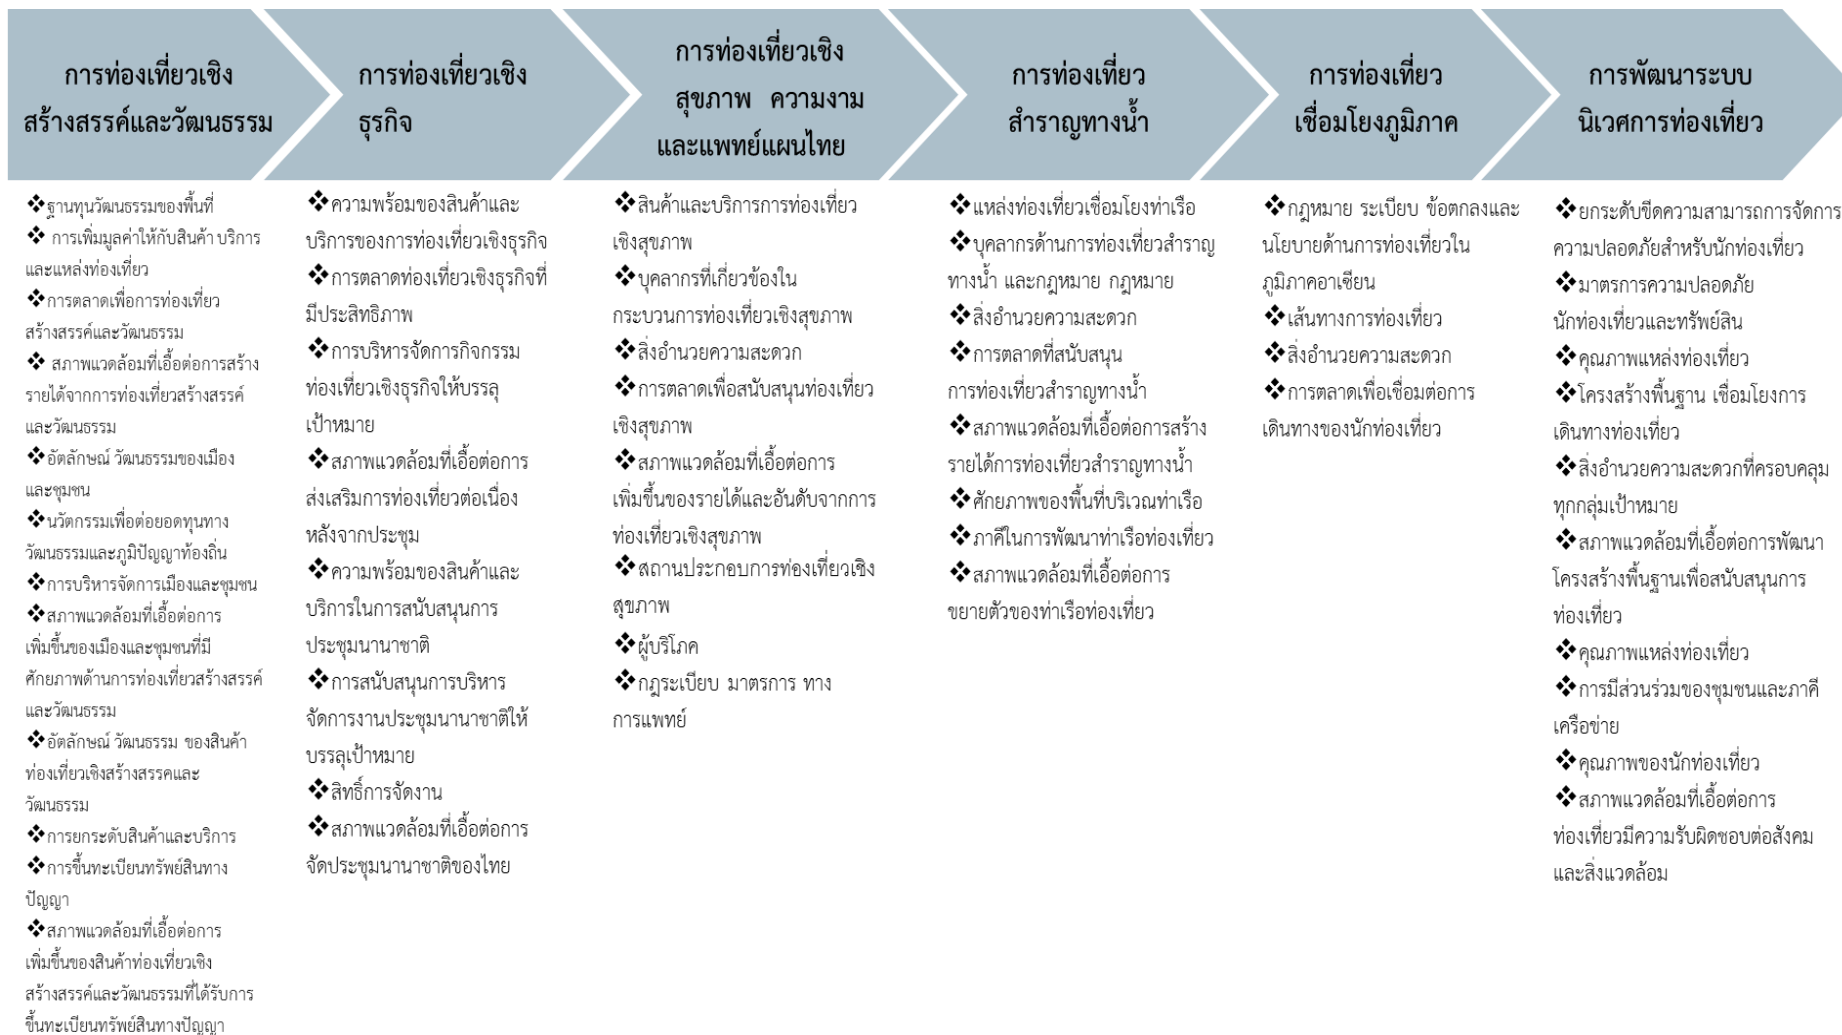 การท่องเที่ยวเชิง
สร้างสรรค์และวัฒนธรรม
❖ฐานทุนวัฒนธรรมของพื้นที่
❖ การเพิ่มมูลค่าให้กับสินค้า บริการ
และแหล่งท่องเที่ยว
❖การตลาดเพื่อการท่องเที่ยว
สร้างสรรค์และวัฒนธรรม
❖ สภาพแวดล้อมที่เอื้อต่อการสร้าง
รายได้จากการท่องเที่ยวสร้างสรรค์
และวัฒนธรรม
❖อัตลักษณ์ วัฒนธรรมของเมือง
และชุมชน
❖นวัตกรรมเพื่อต่อยอดทุนทาง
วัฒนธรรมและภูมิปัญญาท้องถิ่น
❖การบริหารจัดการเมืองและชุมชน
❖สภาพแวดล้อมที่เอื้อต่อการ
เพิ่มขึ้นของเมืองและชุมชนที่มี
ศักยภาพด้านการท่องเที่ยวสร้างสรรค์
และวัฒนธรรม
❖อัตลักษณ์ วัฒนธรรม ของสินค้า
ท่องเที่ยวเชิงสร้างสรรคและ
วัฒนธรรม
❖การยกระดับสินค้าและบริการ
❖การขึ้นทะเบียนทรัพย์สินทาง
ปัญญา
❖สภาพแวดล้อมที่เอื้อต่อการ
เพิ่มขึ้นของสินค้าท่องเที่ยวเชิง
สร้างสรรค์และวัฒนธรรมที่ได้รับการ
ขึ้นทะเบียนทรัพย์สินทางปัญญา
การท่องเที่ยวเชิง
ธุรกิจ
❖ความพร้อมของสินค้าและ
บริการของการท่องเที่ยวเชิงธุรกิจ
❖การตลาดท่องเที่ยวเชิงธุรกิจที่
มีประสิทธิภาพ
❖การบริหารจัดการกิจกรรม
ท่องเที่ยวเชิงธุรกิจให้บรรลุ
เป้าหมาย
❖สภาพแวดล้อมที่เอื้อต่อการ
ส่งเสริมการท่องเที่ยวต่อเนื่อง
หลังจากประชุม
❖ความพร้อมของสินค้าและ
บริการในการสนับสนุนการ
ประชุมนานาชาติ
❖การสนับสนุนการบริหาร
จัดการงานประชุมนานาชาติให้
บรรลุเป้าหมาย
❖สิทธิ์การจัดงาน
❖สภาพแวดล้อมที่เอื้อต่อการ
จัดประชุมนานาชาติของไทย
การท่องเที่ยวเชิง
สุขภาพ ความงาม
และแพทย์แผนไทย
❖สินค้าและบริการการท่องเที่ยว
เชิงสุขภาพ
❖บุคลากรที่เกี่ยวข้องใน
กระบวนการท่องเที่ยวเชิงสุขภาพ
❖สิ่งอำนวยความสะดวก
❖การตลาดเพื่อสนับสนุนท่องเที่ยว
เชิงสุขภาพ
❖สภาพแวดล้อมที่เอื้อต่อการ
เพิ่มขึ้นของรายได้และอันดับจากการ
ท่องเที่ยวเชิงสุขภาพ
❖สถานประกอบการท่องเที่ยวเชิง
สุขภาพ
❖ผู้บริโภค
❖กฎระเบียบ มาตรการ ทาง
การแพทย์
การท่องเที่ยว
สำราญทางน้ำ
❖แหล่งท่องเที่ยวเชื่อมโยงท่าเรือ
❖บุคลากรด้านการท่องเที่ยวสำราญ
ทางน้ำ และกฎหมาย กฎหมาย
❖สิ่งอำนวยความสะดวก
❖การตลาดที่สนับสนุน
การท่องเที่ยวสำราญทางน้ำ
❖สภาพแวดล้อมที่เอื้อต่อการสร้าง
รายได้การท่องเที่ยวสำราญทางน้ำ
❖ศักยภาพของพื้นที่บริเวณท่าเรือ
❖ภาคีในการพัฒนาท่าเรือท่องเที่ยว
❖สภาพแวดล้อมที่เอื้อต่อการ
ขยายตัวของท่าเรือท่องเที่ยว
การท่องเที่ยว
เชื่อมโยงภูมิภาค
❖กฎหมาย ระเบียบ ข้อตกลงและ
นโยบายด้านการท่องเที่ยวใน
ภูมิภาคอาเซียน
❖เส้นทางการท่องเที่ยว
❖สิ่งอำนวยความสะดวก
❖การตลาดเพื่อเชื่อมต่อการ
เดินทางของนักท่องเที่ยว
การพัฒนาระบบ
นิเวศการท่องเที่ยว
❖ยกระดับขีดความสามารถการจัดการ
ความปลอดภัยสำหรับนักท่องเที่ยว
❖มาตรการความปลอดภัย
นักท่องเที่ยวและทรัพย์สิน
❖คุณภาพแหล่งท่องเที่ยว
❖โครงสร้างพื้นฐาน เชื่อมโยงการ
เดินทางท่องเที่ยว
❖สิ่งอำนวยความสะดวกที่ครอบคลุม
ทุกกลุ่มเป้าหมาย
❖สภาพแวดล้อมที่เอื้อต่อการพัฒนา
โครงสร้างพื้นฐานเพื่อสนับสนุนการ
ท่องเที่ยว
❖คุณภาพแหล่งท่องเที่ยว
❖การมีส่วนร่วมของชุมชนและภาคี
เครือข่าย
❖คุณภาพของนักท่องเที่ยว
❖สภาพแวดล้อมที่เอื้อต่อการ
ท่องเที่ยวมีความรับผิดชอบต่อสังคม
และสิ่งแวดล้อม